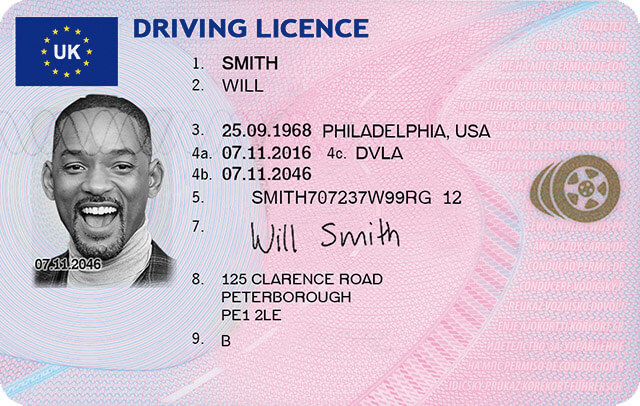 UK
DRIVING LICENCE
1. SMITH
2. WILL
3. 25.09.1968 PHILADELPHIA, USA
4a. 07.11.2016 4c. DVLA
4b. 07.11.2046
5. SMITH707237W99RG 12
7. Will Smith
07.11.2046
8. 125 CLARENCE ROAD
PETERBOROUGH
PE1 2LE
9. B